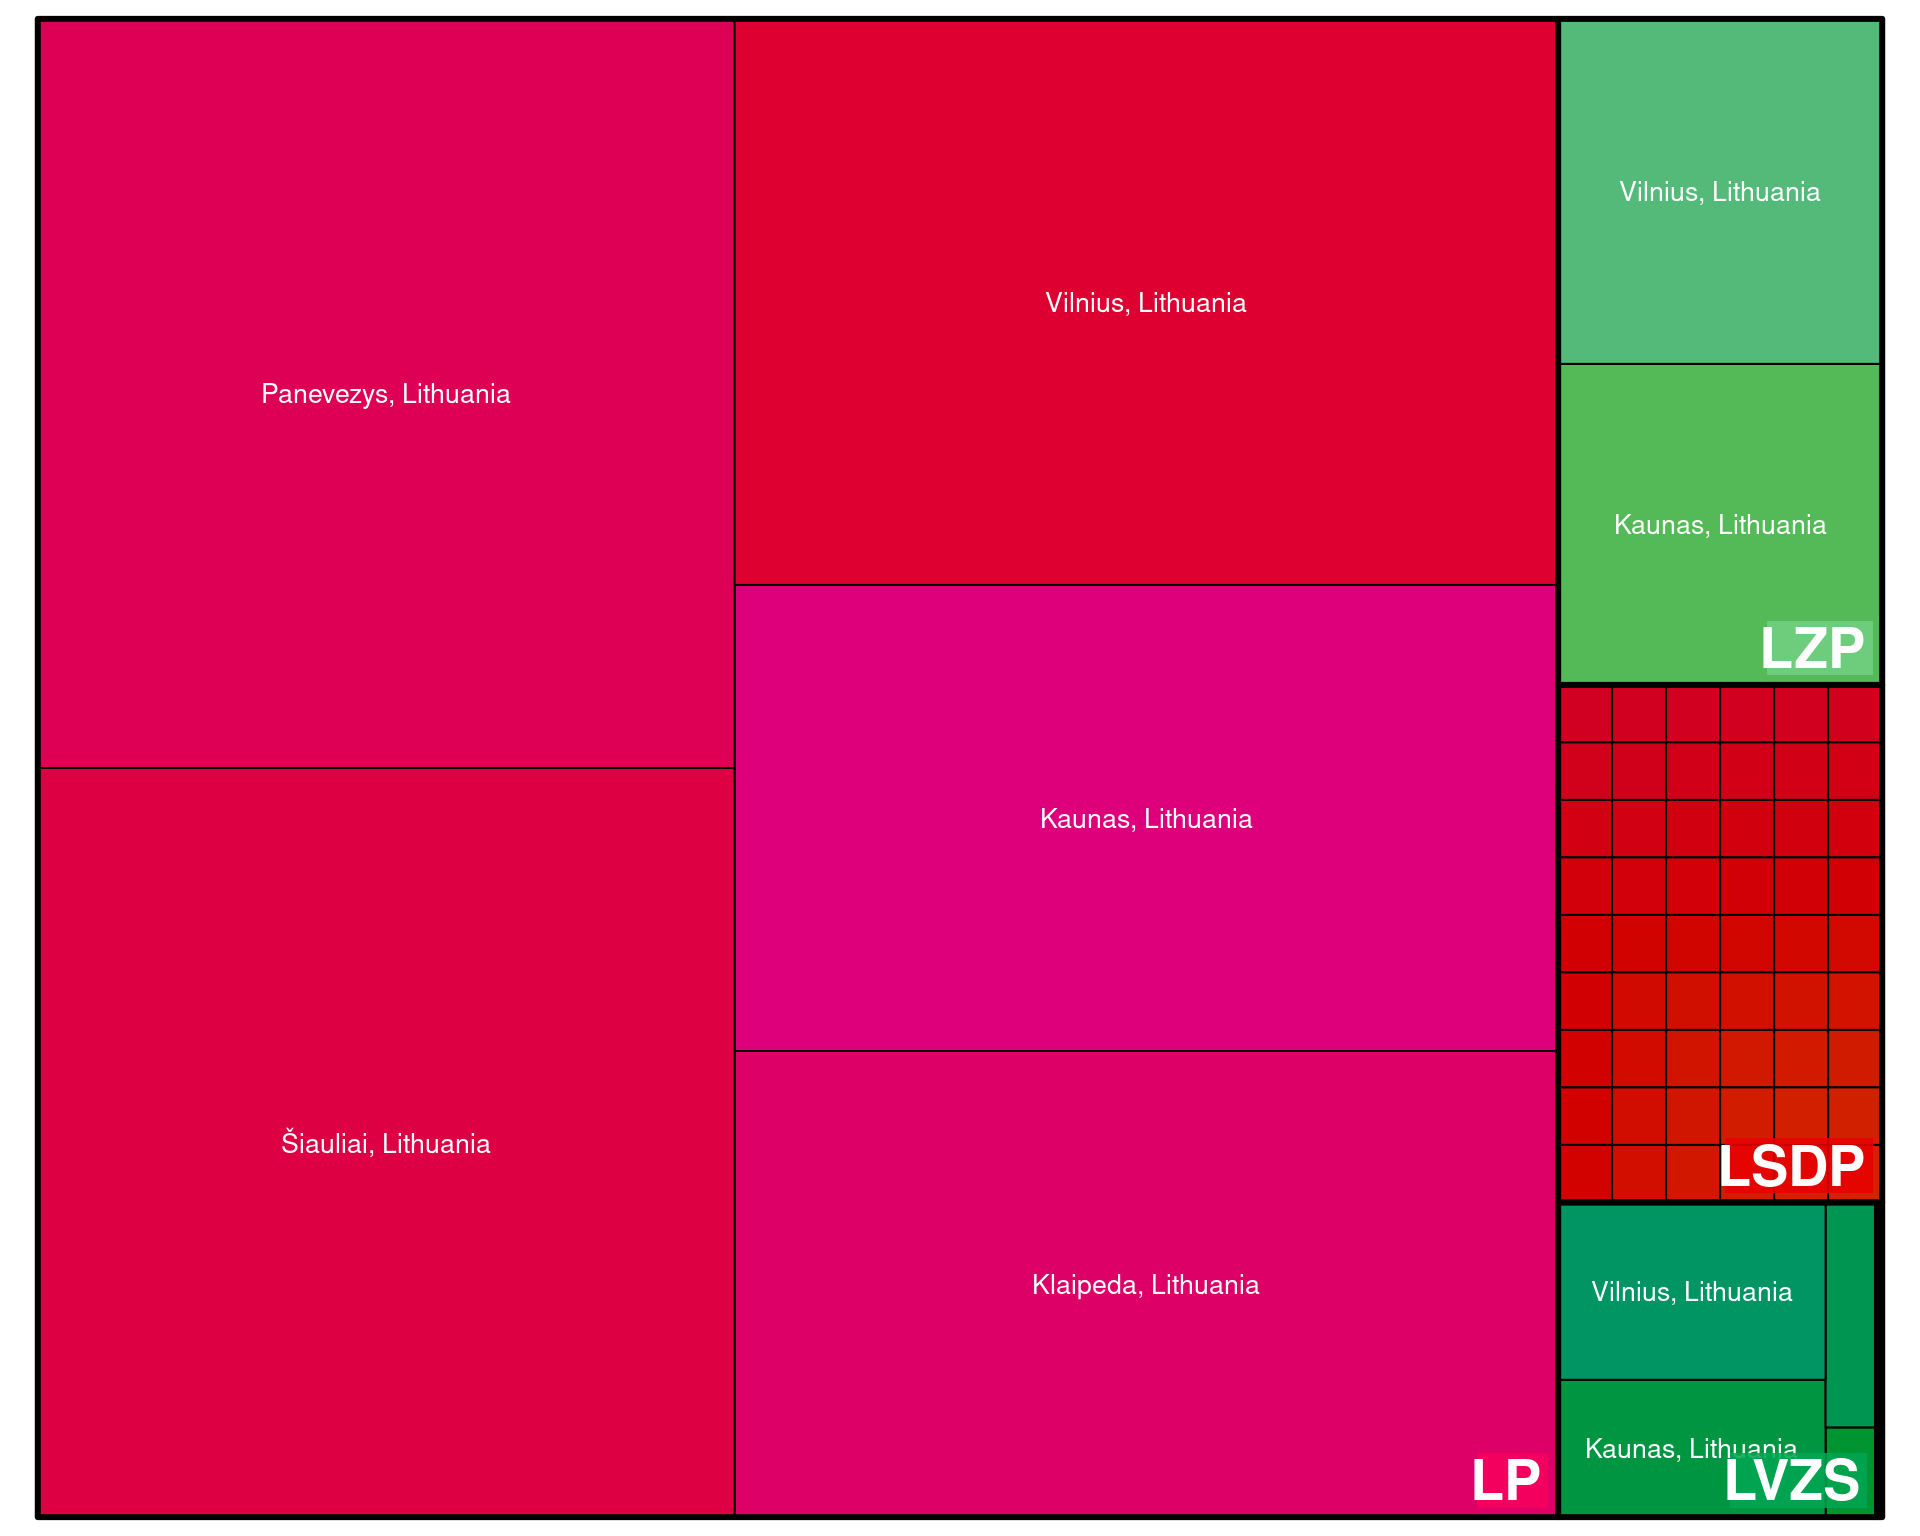 Panevezys, Lithuania
Šiauliai, Lithuania
Vilnius, Lithuania
Kaunas, Lithuania
Klaipeda, Lithuania
LP
Vilnius, Lithuania
Kaunas, Lithuania
LZP
LSDP
Vilnius, Lithuania
Kaunas, Lithuania
LVZS